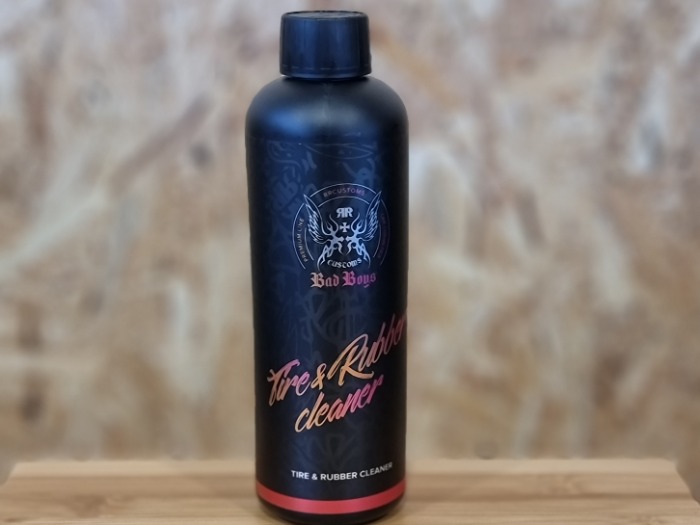 RRCUSTOMS
PREMIUM LINE
RR
CUSTOMS
Bad Boys
Tire & Rubber
cleaner
TIRE & RUBBER CLEANER